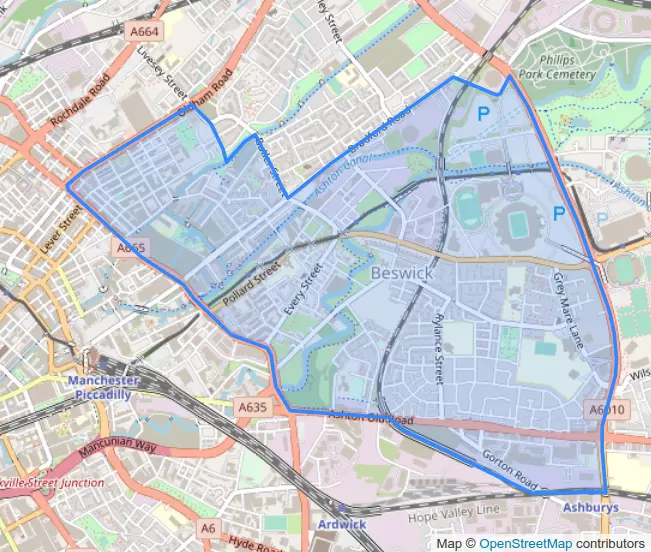 A664
ley Street
Livesey Street
Philips
Park Cemetery
Oldham Road
Rochdale Road
P
Bradford Road
Butler Street
Ashton Canal
Ashton
Lever Street
P
P
A665
Pollard Street
Every Street
Beswick
Grey Mare Lane
Rylance Street
Manchester
Piccadilly
Wils
A635
A6010
Ashton Old Road
Mancunian Way
Gorton Road
kville Street Junction
Hope Valley Line
Ashburys
Ardwick
A6
Hyde Road
Map © OpenStreetMap contributors